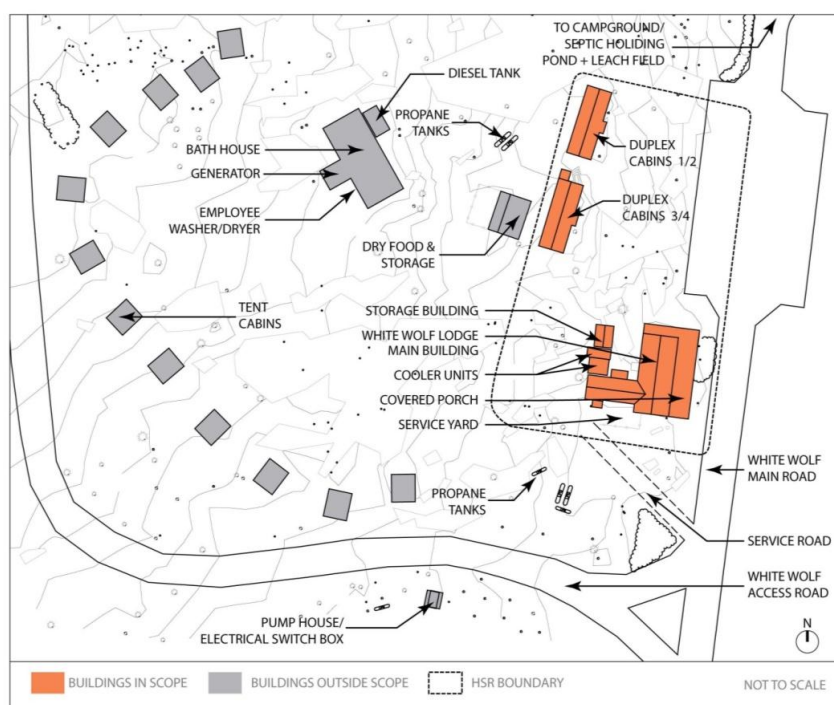 TO CAMPGROUND/
SEPTIC HOLIDING
POND + LEACH FIELD
DIESEL TANK
PROPANE
TANKS
BATH HOUSE
GENERATOR
EMPLOYEE
WASHER/DRYER
DUPLEX
CABINS 1/2
DUPLEX
CABINS 3/4
DRY FOOD &
STORAGE
TENT
CABINS
STORAGE BUILDING
WHITE WOLF LODGE
MAIN BUILDING
COOLER UNITS
COVERED PORCH
SERVICE YARD
PROPANE
TANKS
WHITE WOLF
MAIN ROAD
SERVICE ROAD
WHITE WOLF
ACCESS ROAD
PUMP HOUSE/
ELECTRICAL SWITCH BOX
N
BUILDINGS IN SCOPE
BUILDINGS OUTSIDE SCOPE
HSR BOUNDARY
NOT TO SCALE